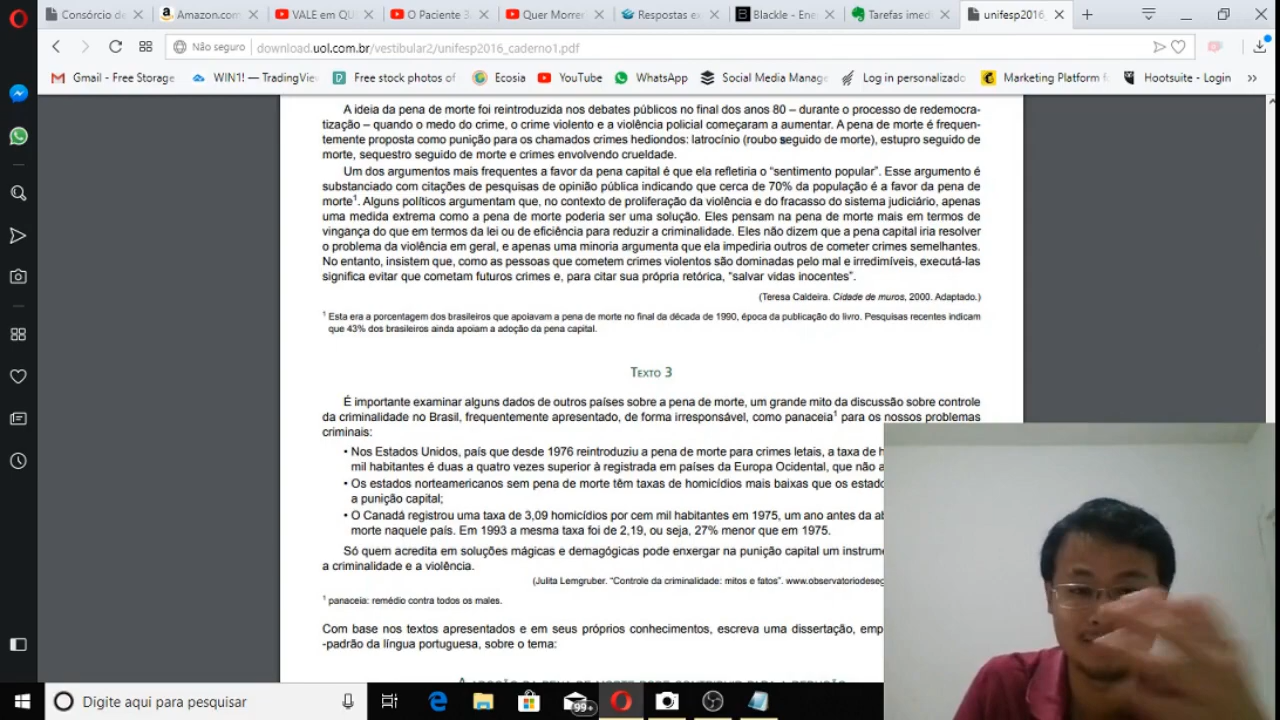 Consórcio de
Amazon.com
VALE em QU
O Paciente 3
Quer Morrer
Respostas ex
Blackle - Ene
Tarefas imed
unifesp2016_
Não seguro
download.uol.com.br/vestibular2/unifesp2016_caderno1.pdf
Gmail - Free Storage
WIN1! — TradingVie
Free stock photos of
Ecosia
YouTube
WhatsApp
Social Media Manage
Log in personalizado
Marketing Platform fo
Hootsuite - Login
A ideia da pena de morte foi reintroduzida nos debates públicos no final dos anos 80 – durante o processo de redemocra-
tização – quando o medo do crime, o crime violento e a violência policial começaram a aumentar. A pena de morte é frequen-
temente proposta como punição para os chamados crimes hediondos: latrocínio (roubo seguido de morte), estupro seguido de
morte, sequestro seguido de morte e crimes envolvendo crueldade.
Um dos argumentos mais frequentes a favor da pena capital é que ela refletiria o “sentimento popular”. Esse argumento é
substanciado com citações de pesquisas de opinião pública indicando que cerca de 70% da população é a favor da pena de
morte¹. Alguns políticos argumentam que, no contexto de proliferação da violência e do fracasso do sistema judiciário, apenas
uma medida extrema como a pena de morte poderia ser uma solução. Eles pensam na pena de morte mais em termos de
vingança do que em termos da lei ou de eficiência para reduzir a criminalidade. Eles não dizem que a pena capital iria resolver
o problema da violência em geral, e apenas uma minoria argumenta que ela impediria outros de cometer crimes semelhantes.
No entanto, insistem que, como as pessoas que cometem crimes violentos são dominadas pelo mal e irredimíveis, executá-las
significa evitar que cometam futuros crimes e, para citar sua própria retórica, “salvar vidas inocentes”.
(Teresa Caldeira. Cidade de muros, 2000. Adaptado.)
¹ Esta era a porcentagem dos brasileiros que apoiavam a pena de morte no final da década de 1990, época da publicação do livro. Pesquisas recentes indicam
que 43% dos brasileiros ainda apoiam a adoção da pena capital.
TEXTO 3
É importante examinar alguns dados de outros países sobre a pena de morte, um grande mito da discussão sobre controle
da criminalidade no Brasil, frequentemente apresentado, de forma irresponsável, como panaceia¹ para os nossos problemas
criminais:
• Nos Estados Unidos, país que desde 1976 reintroduziu a pena de morte para crimes letais, a taxa de h
mil habitantes é duas a quatro vezes superior à registrada em países da Europa Ocidental, que não a
• Os estados norteamericanos sem pena de morte têm taxas de homicídios mais baixas que os estado
a punição capital;
• O Canadá registrou uma taxa de 3,09 homicídios por cem mil habitantes em 1975, um ano antes da ab
morte naquele país. Em 1993 a mesma taxa foi de 2,19, ou seja, 27% menor que em 1975.
Só quem acredita em soluções mágicas e demagógicas pode enxergar na punição capital um instrume
a criminalidade e a violência.
(Julita Lemgruber. “Controle da criminalidade: mitos e fatos”. www.observatoriodeseg
¹ panaceia: remédio contra todos os males.
Com base nos textos apresentados e em seus próprios conhecimentos, escreva uma dissertação, emp
-padrão da língua portuguesa, sobre o tema:
A ADOÇÃO DA PENA DE MORTE PODE CONTRIBUIR PARA A REDUÇÃO
Digite aqui para pesquisar
99+